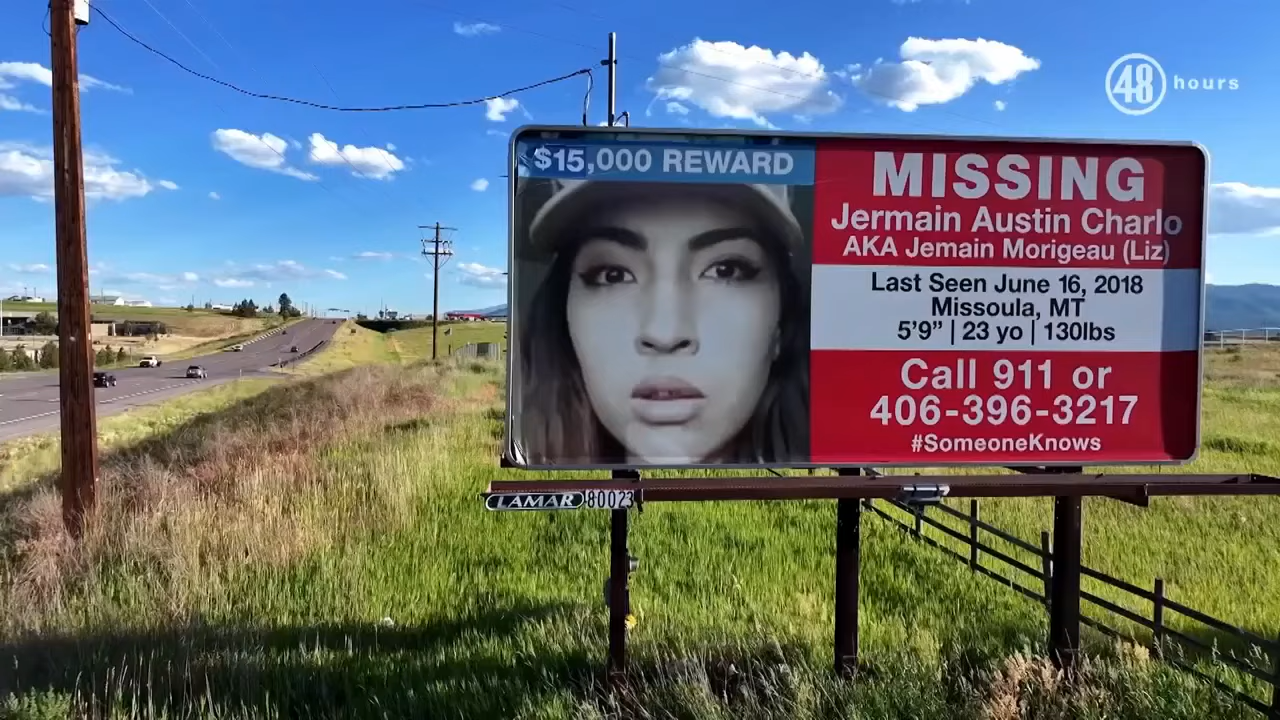 48 hours
$15,000 REWARD
MISSING
Jermain Austin Charlo
AKA Jemain Morigeau (Liz)
Last Seen June 16, 2018
Missoula, MT
5'9” | 23 yo | 130lbs
Call 911 or
406-396-3217
#SomeoneKnows
LAMAR 80023